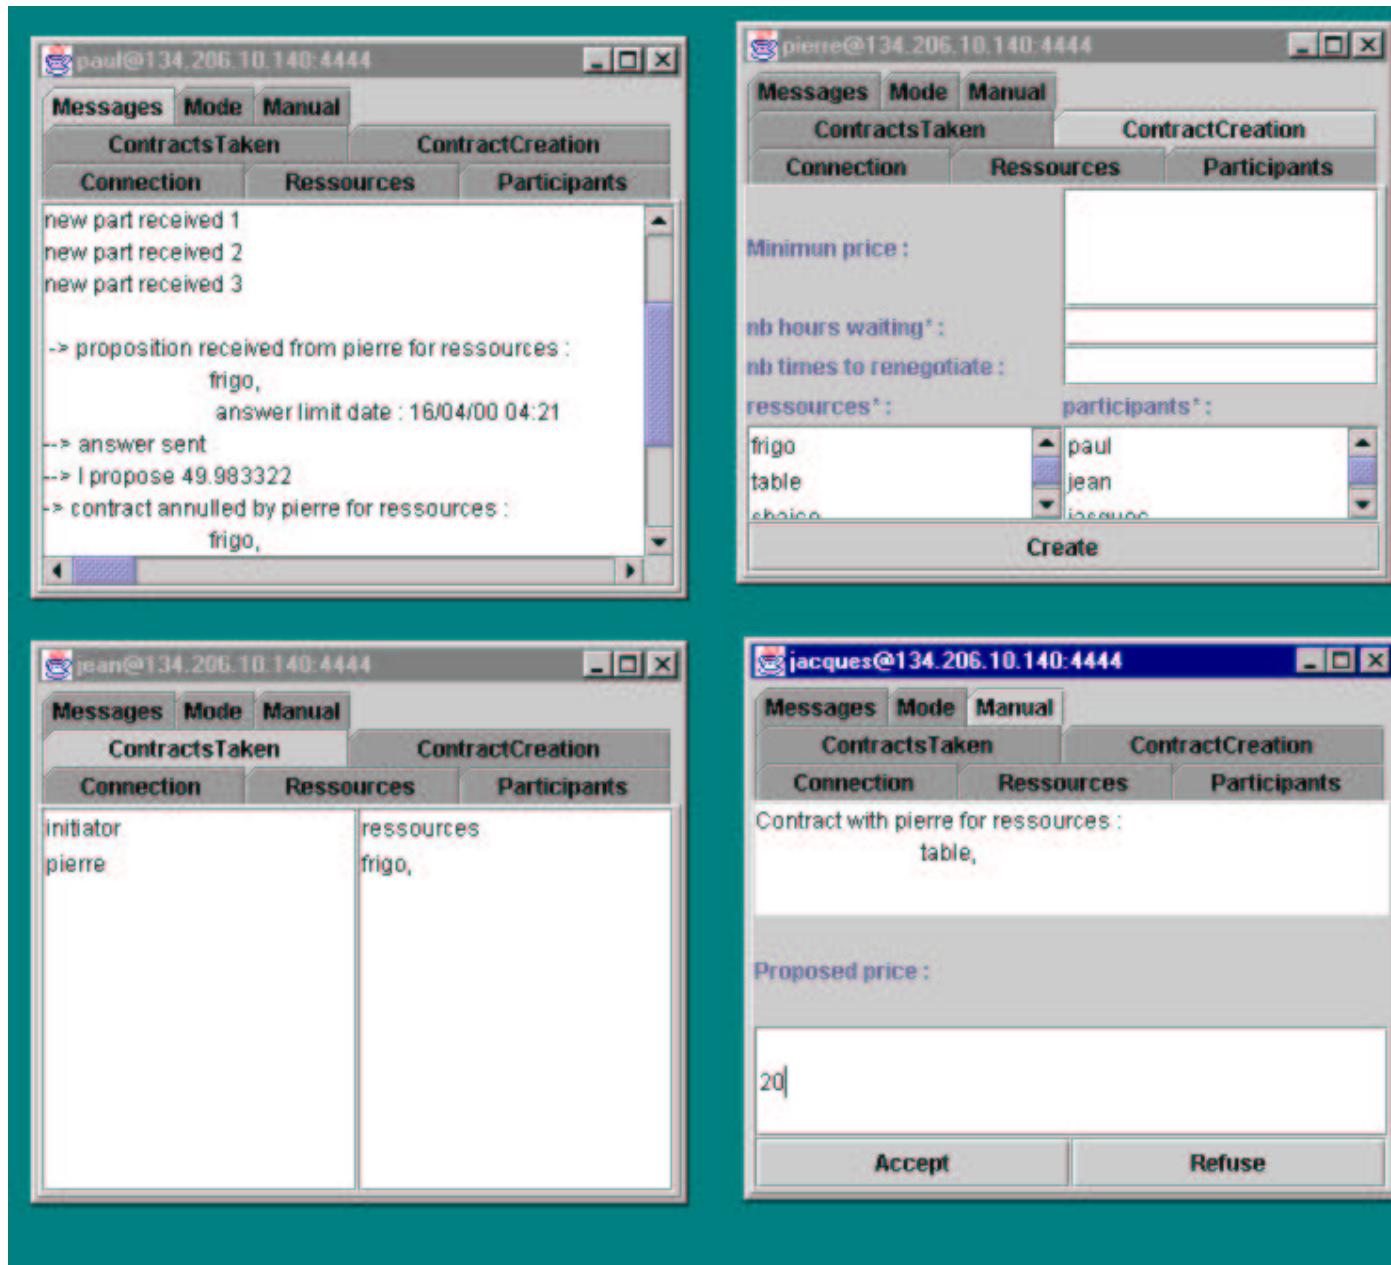 paul@134.206.10.140:4444
Messages Mode Manual
ContractsTaken ContractCreation
Connection Ressources Participants
new part received 1
new part received 2
new part received 3
-> proposition received from pierre for ressources :
frigo,
answer limit date : 16/04/00 04:21
--> answer sent
--> I propose 49.983322
-> contract annulled by pierre for ressources :
frigo,
pierre@134.206.10.140:4444
Messages Mode Manual
ContractsTaken ContractCreation
Connection Ressources Participants
Minimun price :
nb hours waiting* :
nb times to renegotiate :
ressources* : participants* :
frigo paul
table jean
jacques
Create
jean@134.206.10.140:4444
Messages Mode Manual
ContractsTaken ContractCreation
Connection Ressources Participants
initiator ressources
pierre frigo,
jacques@134.206.10.140:4444
Messages Mode Manual
ContractsTaken ContractCreation
Connection Ressources Participants
Contract with pierre for ressources :
table,
Proposed price :
20
Accept Refuse